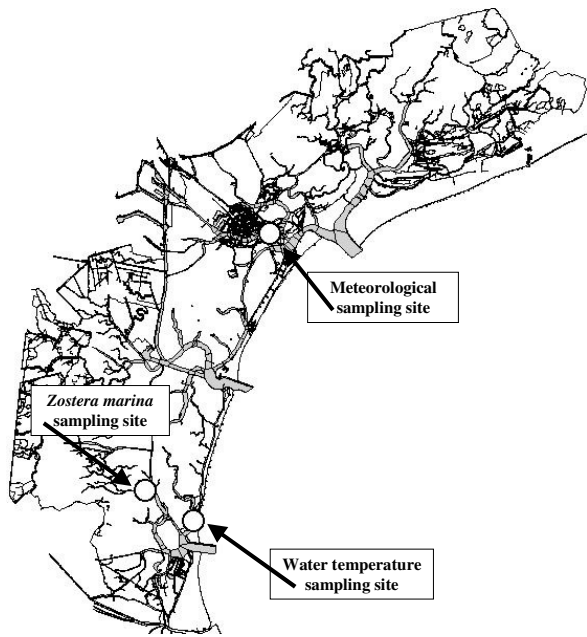 Meteorological
sampling site
Zostera marina
sampling site
Water temperature
sampling site